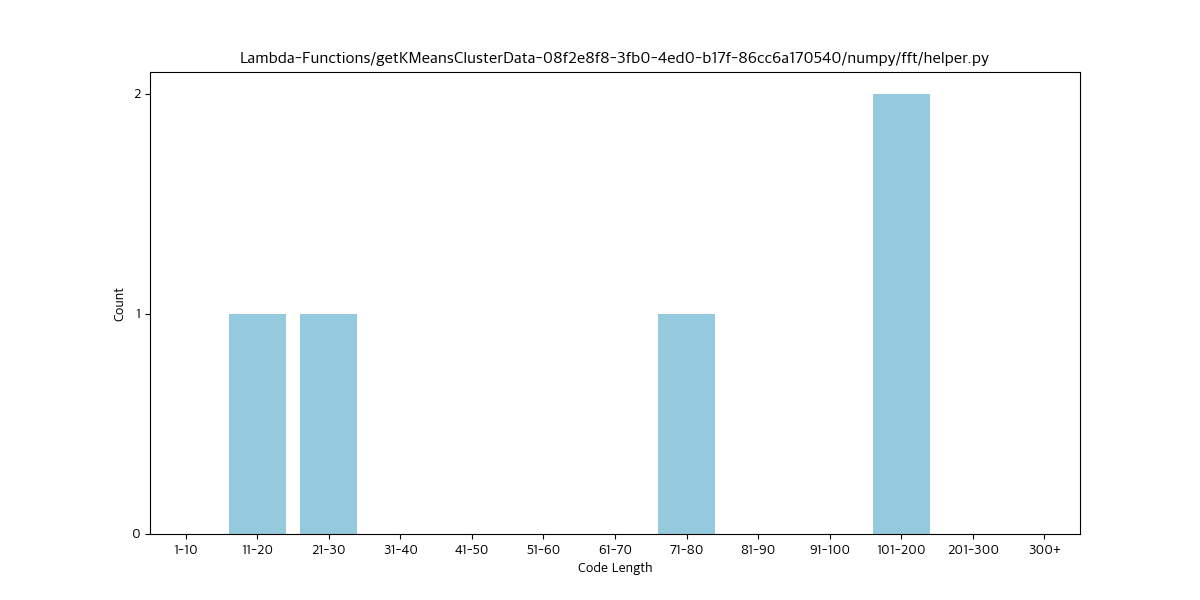 Lambda-Functions/getKMeansClusterData-08f2e8f8-3fb0-4ed0-b17f-86cc6a170540/numpy/fft/helper.py
2
1
0
Count
1-10 11-20 21-30 31-40 41-50 51-60 61-70 71-80 81-90 91-100 101-200 201-300 300+
Code Length